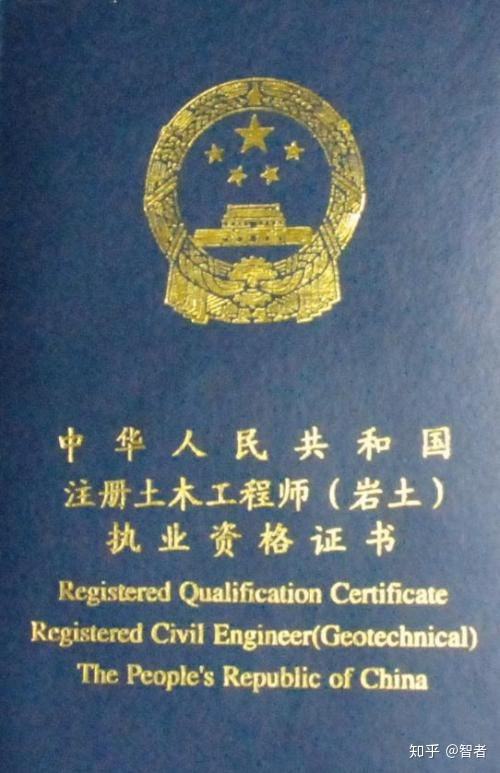 中华人民共和国
注册土木工程师(岩土)
执业资格证书
Registered Qualification Certificate
Registered Civil Engineer(Geotechnical)
The People's Republic of China
知乎 @智者